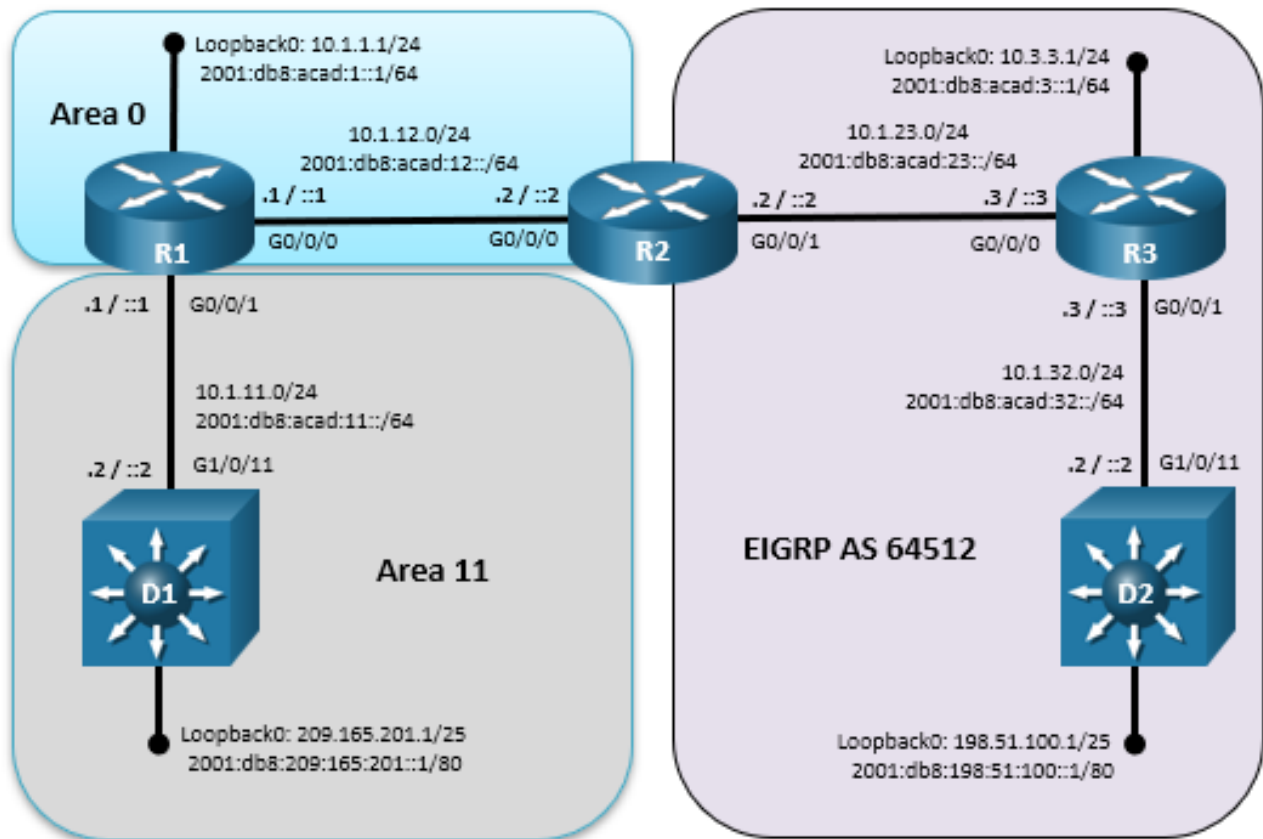 Loopback0: 10.1.1.1/24
2001:db8:acad:1::1/64
Area 0
10.1.12.0/24
2001:db8:acad:12::/64
.1 / ::1
.2 / ::2
G0/0/0
G0/0/0
R1
R2
Loopback0: 10.3.3.1/24
2001:db8:acad:3::1/64
10.1.23.0/24
2001:db8:acad:23::/64
.2 / ::2
.3 / ::3
G0/0/1
G0/0/0
R3
.1 / ::1
G0/0/1
10.1.11.0/24
2001:db8:acad:11::/64
.2 / ::2
G1/0/11
D1
Area 11
Loopback0: 209.165.201.1/25
2001:db8:209:165:201::1/80
.3 / ::3
G0/0/1
10.1.32.0/24
2001:db8:acad:32::/64
.2 / ::2
G1/0/11
EIGRP AS 64512
D2
Loopback0: 198.51.100.1/25
2001:db8:198:51:100::1/80